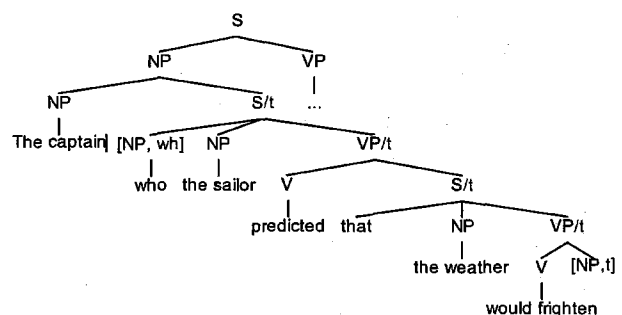 S
NP VP
NP S/t ...
The captain [NP, wh] NP VP/t
who the sailor V S/t
predicted that NP VP/t
the weather V [NP,t]
would frighten